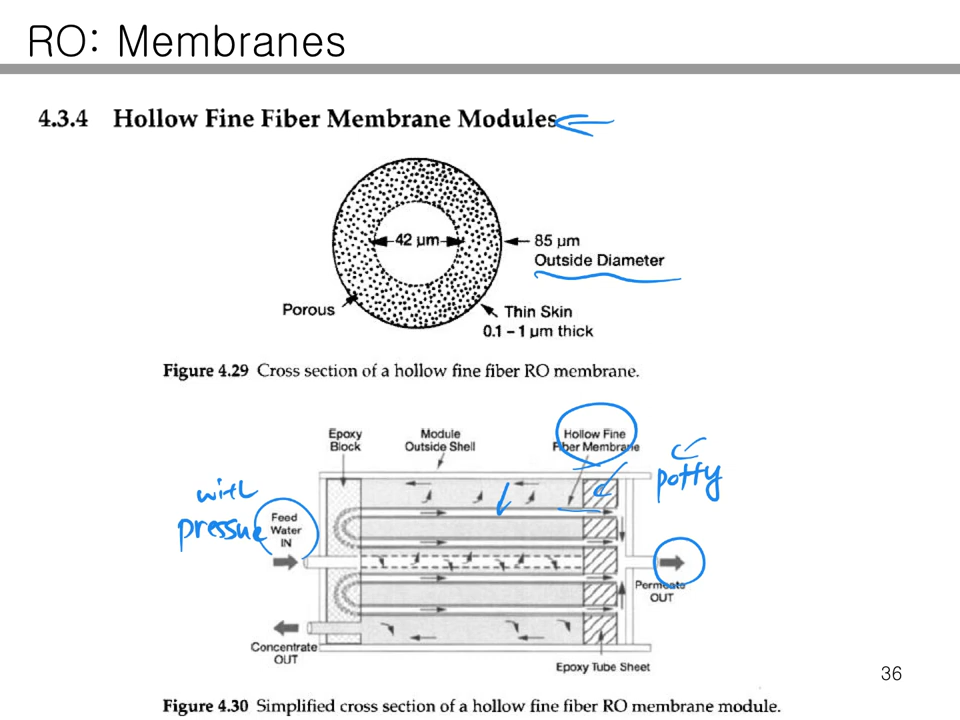 RO: Membranes
4.3.4 Hollow Fine Fiber Membrane Modules
42 µm
85 µm
Outside Diameter
Porous
Thin Skin
0.1 – 1 µm thick
Figure 4.29 Cross section of a hollow fine fiber RO membrane.
Epoxy
Block
Module
Outside Shell
Hollow Fine
Fiber Membrane
with
pressure
Feed
Water
IN
potty
Permeate
OUT
Concentrate
OUT
Epoxy Tube Sheet
36
Figure 4.30 Simplified cross section of a hollow fine fiber RO membrane module.